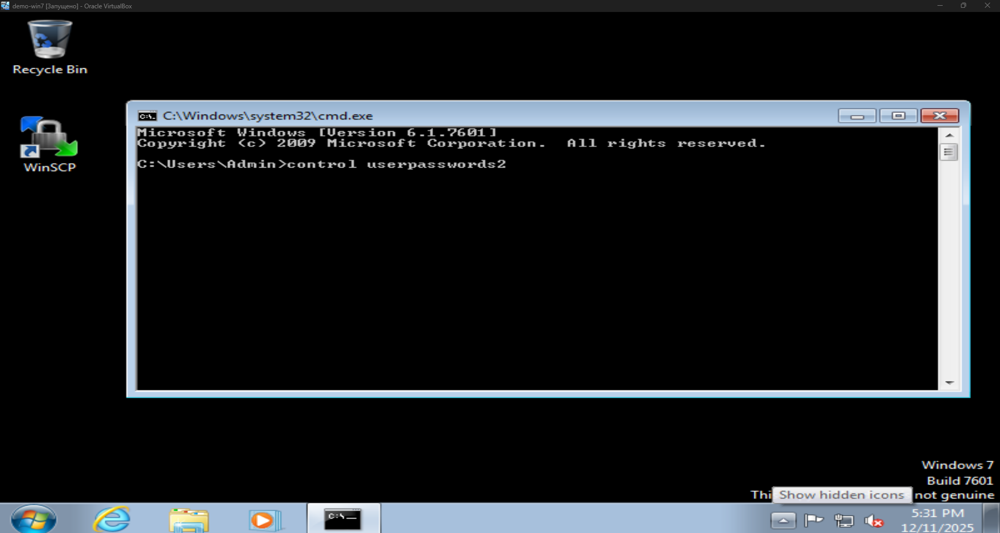 demo-win7 [Запущено] - Oracle VirtualBox
Recycle Bin
WinSCP
C:\Windows\system32\cmd.exe
Microsoft Windows [Version 6.1.7601]
Copyright (c) 2009 Microsoft Corporation.  All rights reserved.
C:\Users\Admin>control userpasswords2
Windows 7
Build 7601
Thi
Show hidden icons
not genuine
C:\_
5:31 PM
12/11/2025